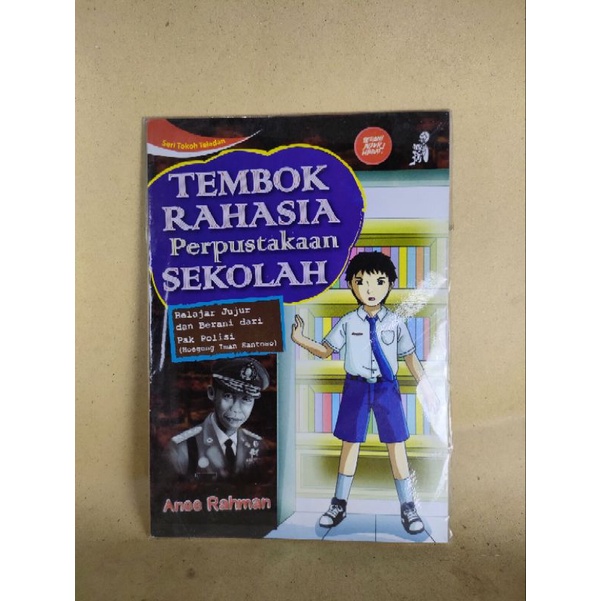 Seri Tokoh Teladan
TEMBOK
RAHASIA
Perpustakaan
SEKOLAH
Belajar Jujur
dan Berani dari
Pak Polisi
(Hoegeng Iman Santoso)
Anee Rahman